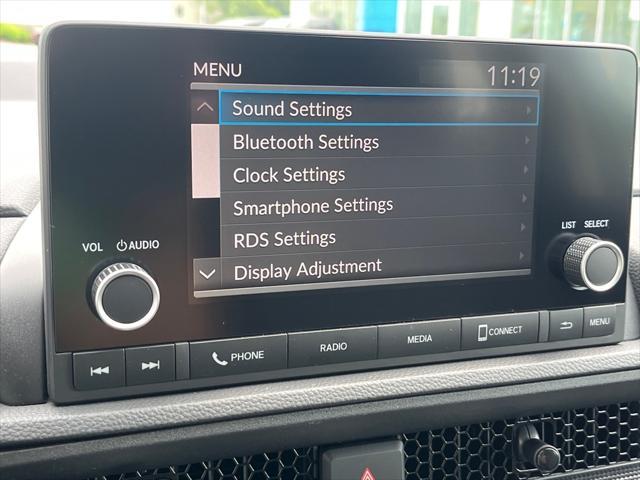 MENU 11:19
Sound Settings
Bluetooth Settings
Clock Settings
Smartphone Settings
RDS Settings
Display Adjustment
VOL AUDIO
LIST SELECT
PHONE RADIO MEDIA CONNECT MENU